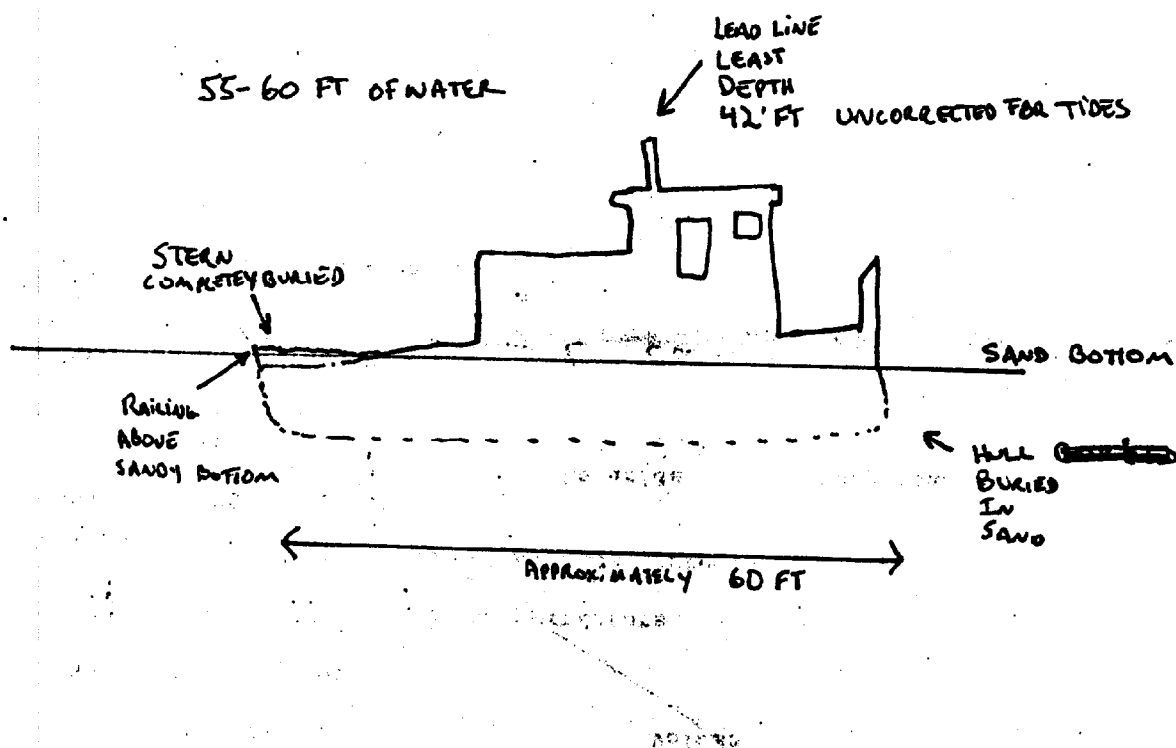 55-60 FT OF WATER
LEAD LINE
LEAST
DEPTH
42' FT UNCORRECTED FOR TIDES
STERN
COMPLETEY BURIED
RAILING
ABOVE
SANDY BOTTOM
SAND BOTTOM
HULL
BURIED
IN
SAND
APPROXIMATELY 60 FT